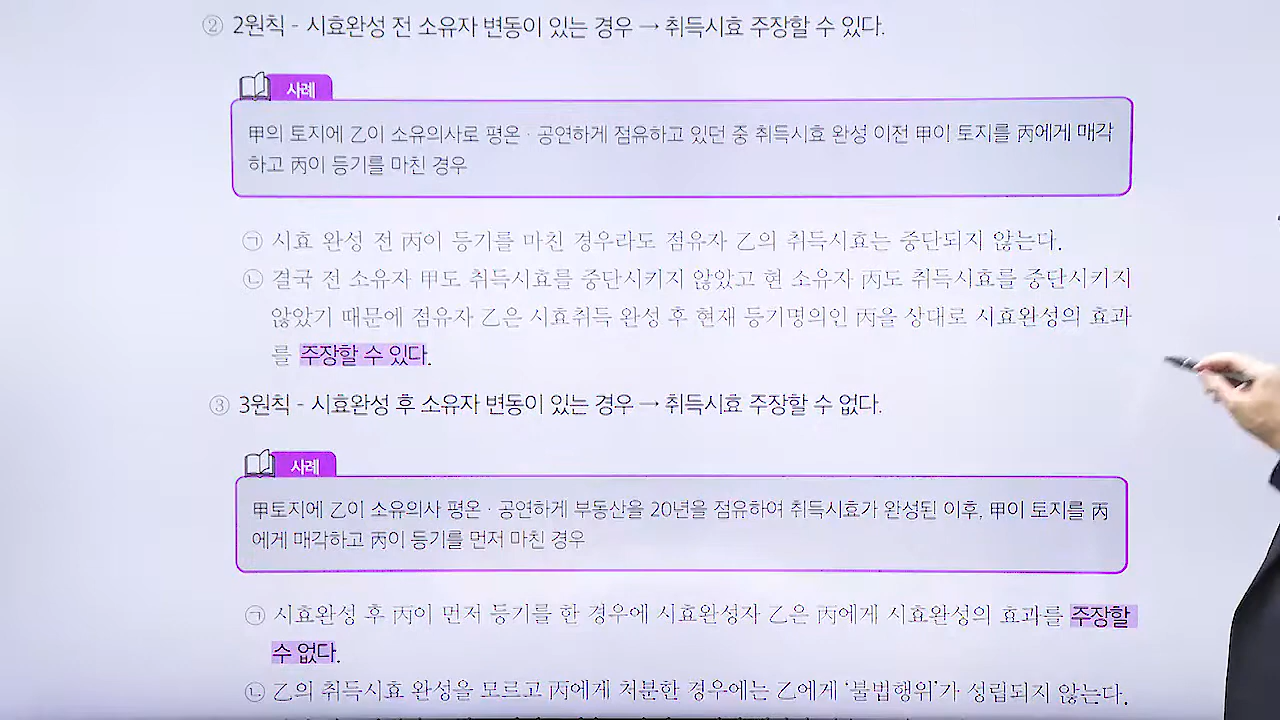 ② 2원칙 - 시효완성 전 소유자 변동이 있는 경우 → 취득시효 주장할 수 있다.
사례
甲의 토지에 乙이 소유의사로 평온·공연하게 점유하고 있던 중 취득시효 완성 이전 甲이 토지를 丙에게 매각
하고 丙이 등기를 마친 경우
㉠ 시효 완성 전 丙이 등기를 마친 경우라도 점유자 乙의 취득시효는 중단되지 않는다.
㉡ 결국 전 소유자 甲도 취득시효를 중단시키지 않았고 현 소유자 丙도 취득시효를 중단시키지
않았기 때문에 점유자 乙은 시효취득 완성 후 현재 등기명의인 丙을 상대로 시효완성의 효과
를 주장할 수 있다.
③ 3원칙 - 시효완성 후 소유자 변동이 있는 경우 → 취득시효 주장할 수 없다.
사례
甲토지에 乙이 소유의사 평온·공연하게 부동산을 20년을 점유하여 취득시효가 완성된 이후, 甲이 토지를 丙
에게 매각하고 丙이 등기를 먼저 마친 경우
㉠ 시효완성 후 丙이 먼저 등기를 한 경우에 시효완성자 乙은 丙에게 시효완성의 효과를 주장할
수 없다.
㉡ 乙의 취득시효 완성을 모르고 丙에게 처분한 경우에는 乙에게 ‘불법행위’가 성립되지 않는다.